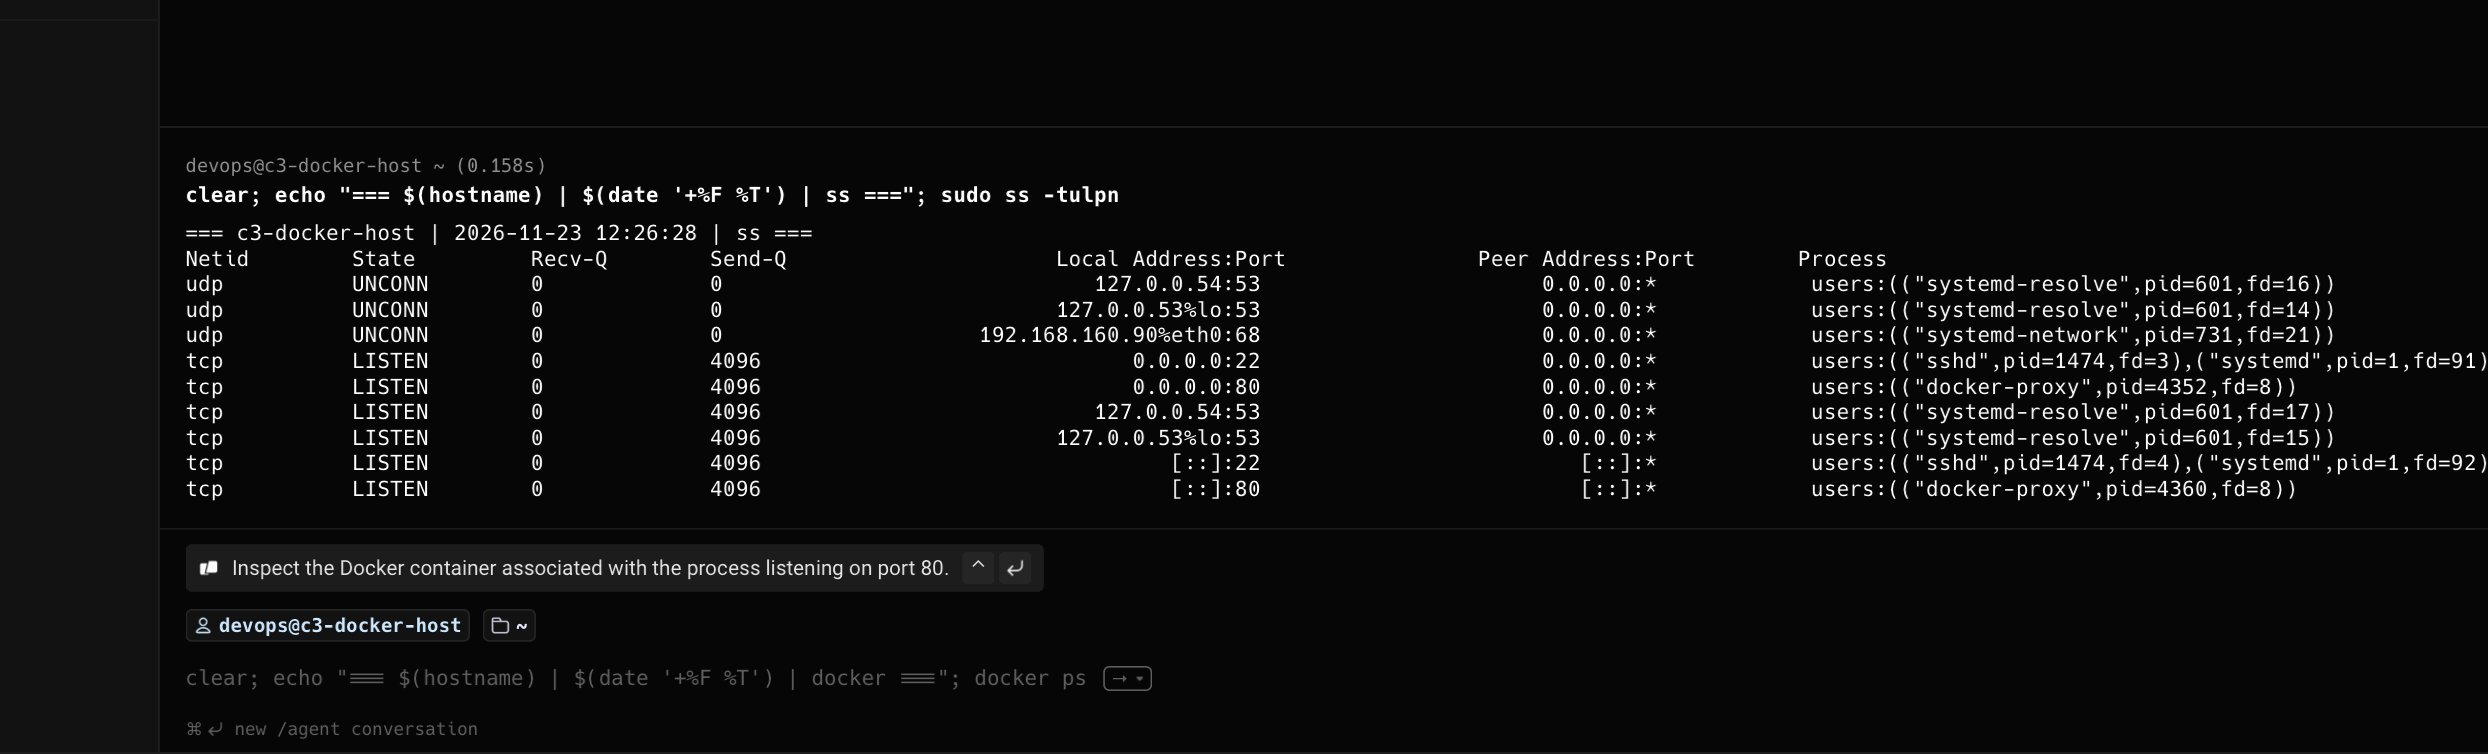 devops@c3-docker-host ~ (0.158s)
clear; echo "=== $(hostname) | $(date '+%F %T') | ss ==="; sudo ss -tulpn
=== c3-docker-host | 2026-11-23 12:26:28 | ss ===
Netid State Recv-Q Send-Q Local Address:Port Peer Address:Port Process
udp UNCONN 0 0 127.0.0.54:53 0.0.0.0:* users:(("systemd-resolve",pid=601,fd=16))
udp UNCONN 0 0 127.0.0.53%lo:53 0.0.0.0:* users:(("systemd-resolve",pid=601,fd=14))
udp UNCONN 0 0 192.168.160.90%eth0:68 0.0.0.0:* users:(("systemd-network",pid=731,fd=21))
tcp LISTEN 0 4096 0.0.0.0:22 0.0.0.0:* users:(("sshd",pid=1474,fd=3),("systemd",pid=1,fd=91)
tcp LISTEN 0 4096 0.0.0.0:80 0.0.0.0:* users:(("docker-proxy",pid=4352,fd=8))
tcp LISTEN 0 4096 127.0.0.54:53 0.0.0.0:* users:(("systemd-resolve",pid=601,fd=17))
tcp LISTEN 0 4096 127.0.0.53%lo:53 0.0.0.0:* users:(("systemd-resolve",pid=601,fd=15))
tcp LISTEN 0 4096 [::]:22 [::]:* users:(("sshd",pid=1474,fd=4),("systemd",pid=1,fd=92)
tcp LISTEN 0 4096 [::]:80 [::]:* users:(("docker-proxy",pid=4360,fd=8))
Inspect the Docker container associated with the process listening on port 80.
devops@c3-docker-host ~
clear; echo "=== $(hostname) | $(date '+%F %T') | docker ==="; docker ps
⌘⏎ new /agent conversation